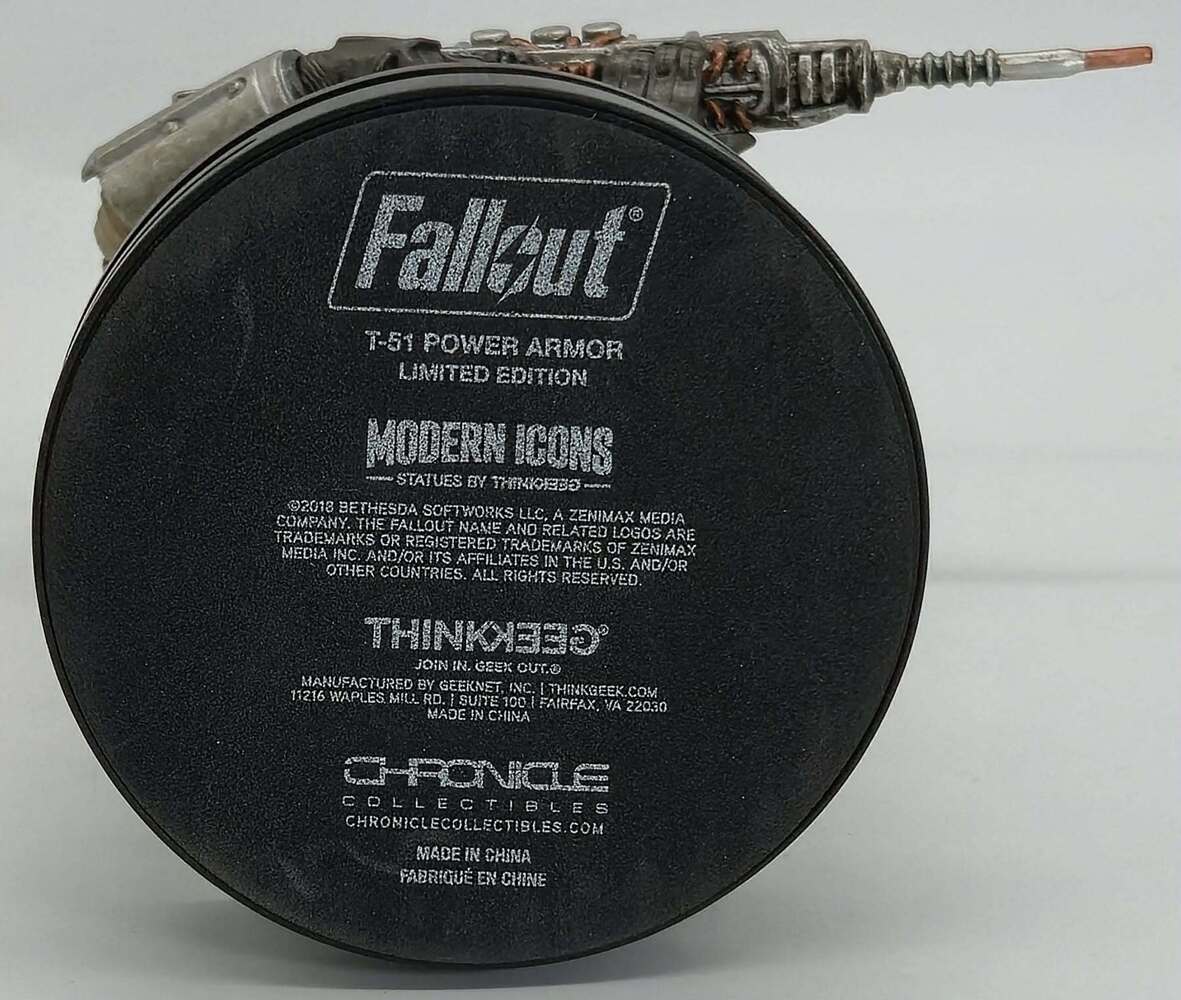 Fallout®
T-51 POWER ARMOR
LIMITED EDITION
MODERN ICONS
STATUES BY THINKGEEK
©2018 BETHESDA SOFTWORKS LLC, A ZENIMAX MEDIA
COMPANY. THE FALLOUT NAME AND RELATED LOGOS ARE
TRADEMARKS OR REGISTERED TRADEMARKS OF ZENIMAX
MEDIA INC. AND/OR ITS AFFILIATES IN THE U.S. AND/OR
OTHER COUNTRIES. ALL RIGHTS RESERVED.
THINKGEEK®
JOIN IN. GEEK OUT.®
MANUFACTURED BY GEEKNET, INC. | THINKGEEK.COM
11216 WAPLES MILL RD. | SUITE 100 | FAIRFAX, VA 22030
MADE IN CHINA
CHRONICLE
COLLECTIBLES
CHRONICLECOLLECTIBLES.COM
MADE IN CHINA
FABRIQUÉ EN CHINE